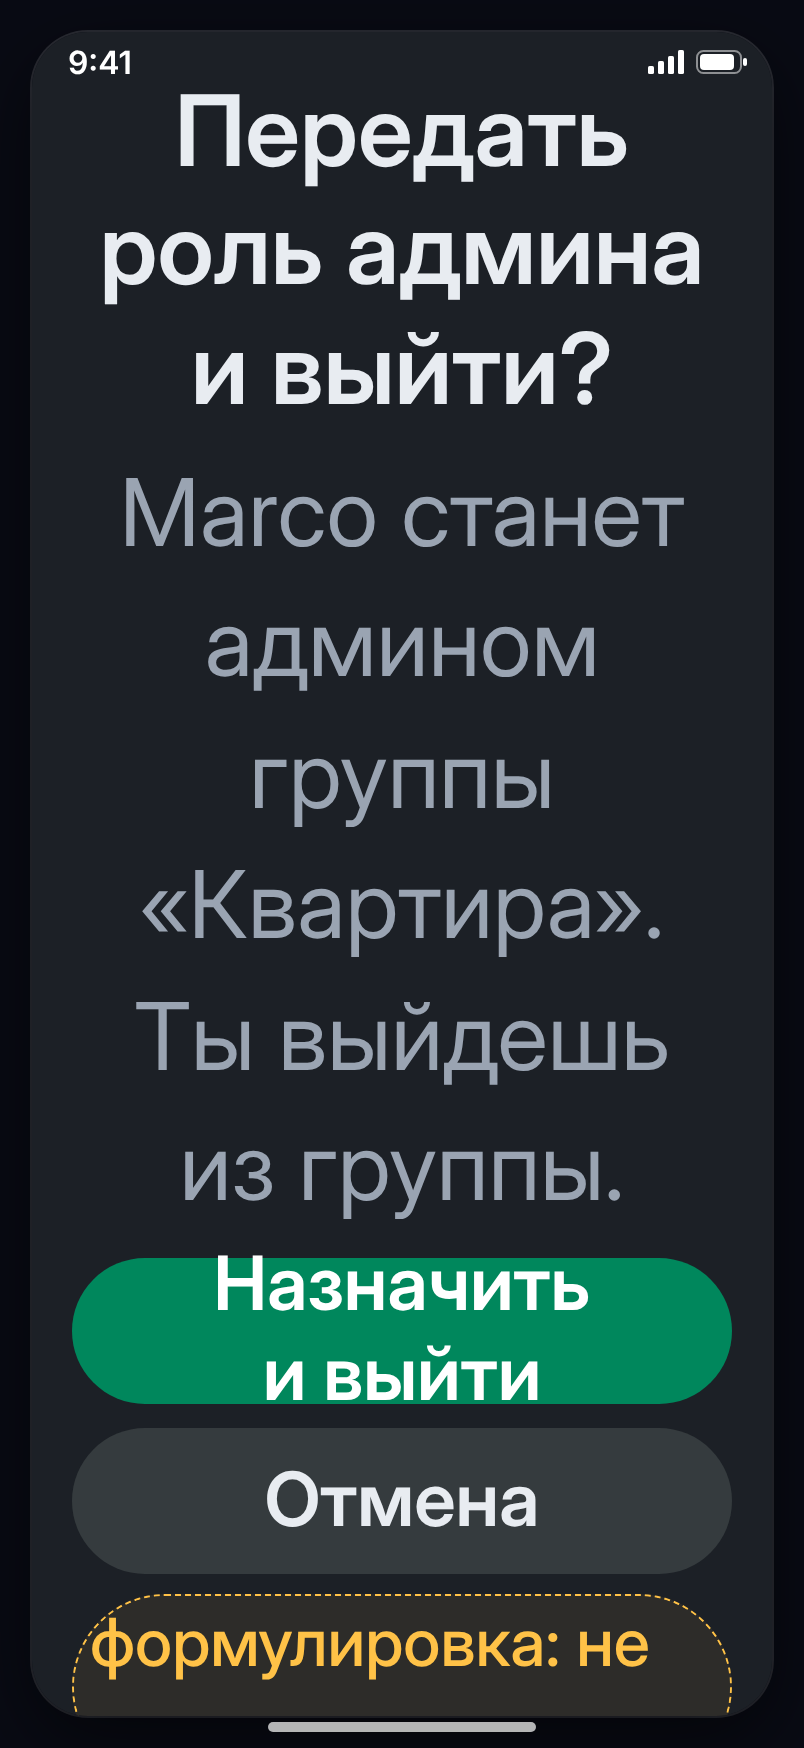 9:41
Передать
роль админа
и выйти?
Marco станет
админом
группы
«Квартира».
Ты выйдешь
из группы.
Назначить
и выйти
Отмена
формулировка: не